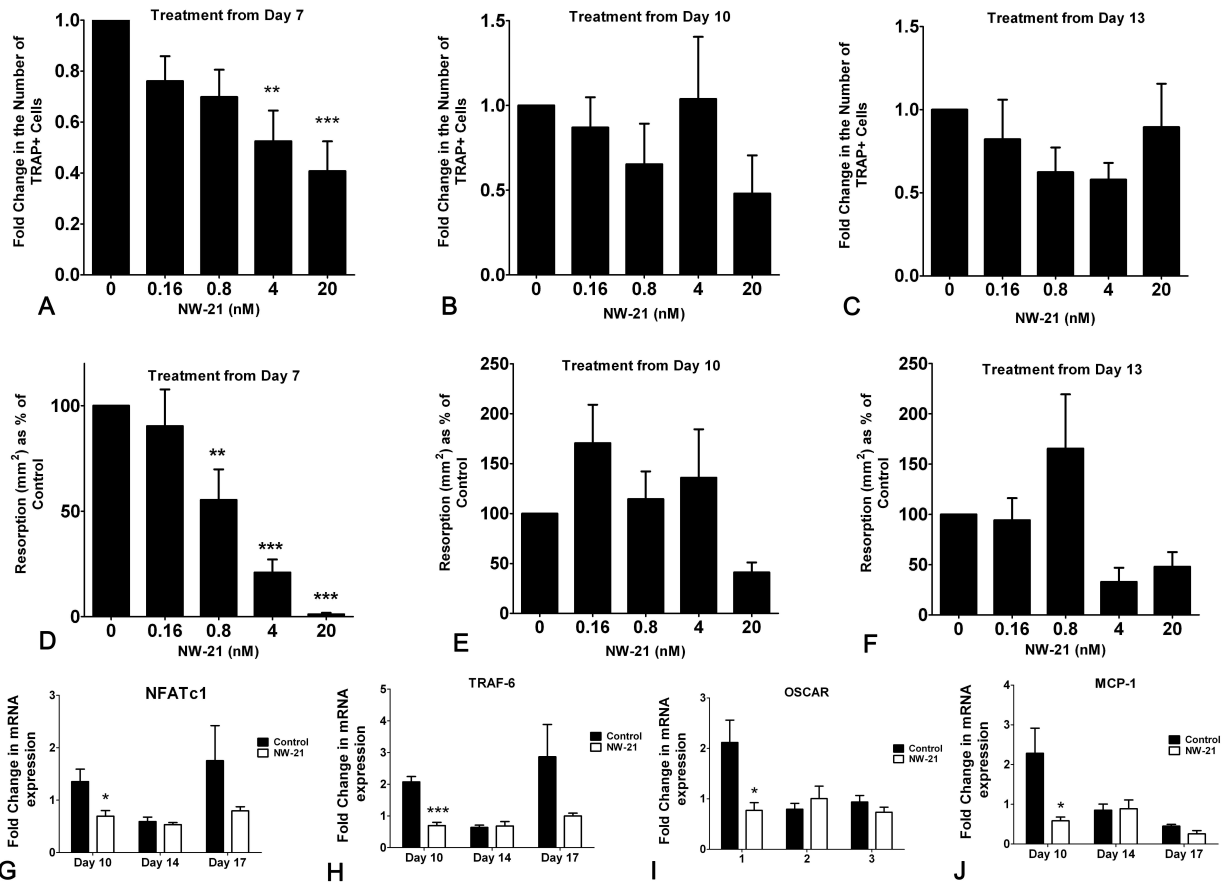 Treatment from Day 7
Fold Change in the Number of
TRAP+ Cells
1.0
0.8
0.6
0.4
0.2
0.0
**
***
0 0.16 0.8 4 20
NW-21 (nM)
A
Treatment from Day 10
Fold Change in the Number of
TRAP+ Cells
1.5
1.0
0.5
0.0
0 0.16 0.8 4 20
NW-21 (nM)
B
Treatment from Day 13
Fold Change in the Number of
TRAP+ Cells
1.5
1.0
0.5
0.0
0 0.16 0.8 4 20
NW-21 (nM)
C
Treatment from Day 7
Resorption (mm²) as % of
Control
100
50
0
**
***
***
0 0.16 0.8 4 20
NW-21 (nM)
D
Treatment from Day 10
Resorption (mm²) as % of
Control
250
200
150
100
50
0
0 0.16 0.8 4 20
NW-21 (nM)
E
Treatment from Day 13
Resorption (mm²) as % of
Control
250
200
150
100
50
0
0 0.16 0.8 4 20
NW-21 (nM)
F
NFATc1
Fold Change in mRNA
expression
3
2
1
0
*
Control
NW-21
Day 10 Day 14 Day 17
G
TRAF-6
Fold Change in mRNA
expression
5
4
3
2
1
0
***
Control
NW-21
Day 10 Day 14 Day 17
H
OSCAR
Fold Change in mRNA
expression
3
2
1
0
*
Control
NW-21
1 2 3
I
MCP-1
Fold Change in mRNA
expression
4
3
2
1
0
*
Control
NW-21
Day 10 Day 14 Day 17
J